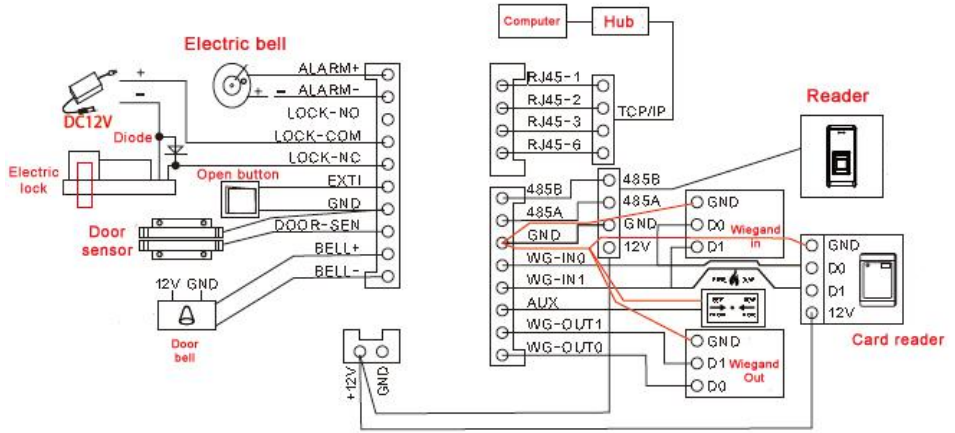 Computer
Hub
Electric bell
ALARM+
+ - ALARM-
LOCK-NO
LOCK-COM
LOCK-NC
EXTI
GND
DOOR-SEN
BELL+
BELL-
+
-
DC12V
Diode
Electric
lock
Open button
Door
sensor
12V GND
Door
bell
+12V
GND
RJ45-1
RJ45-2
RJ45-3
RJ45-6
TCP/IP
Reader
485B
485A
GND
WG-IN0
WG-IN1
AUX
WG-OUT1
WG-OUT0
485B
485A
GND
12V
GND
D0
D1
Wiegand
in
GND
D1
D0
Wiegand
Out
GND
D0
D1
12V
Card reader